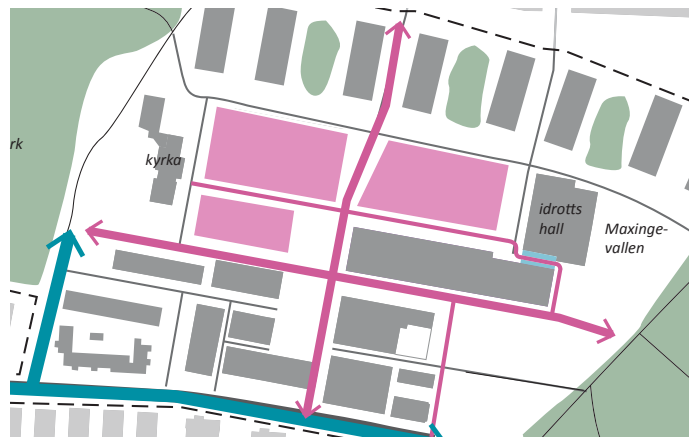 rk
kyrka
idrotts
hall
Maxinge-
vallen